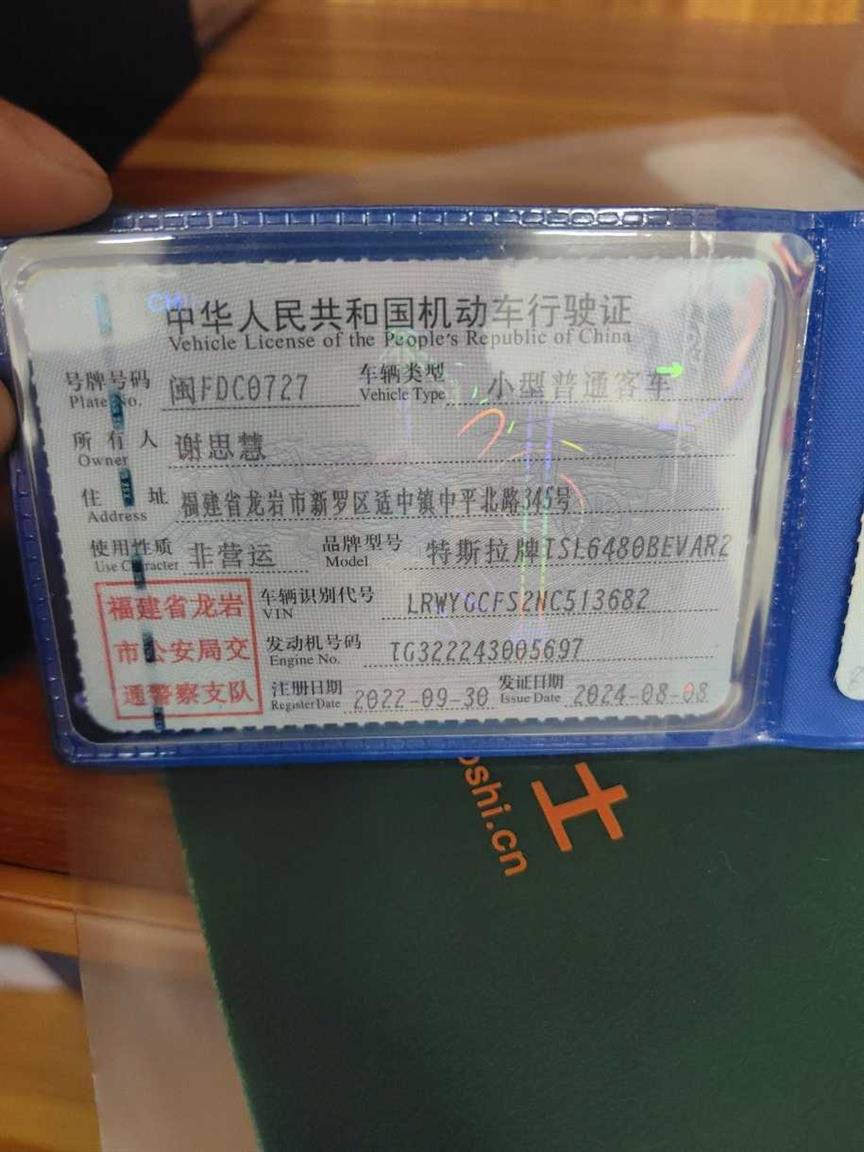 中华人民共和国机动车行驶证
Vehicle License of the People's Republic of China
号牌号码 闽FDC0727 车辆类型 小型普通客车
Plate No. Vehicle Type
所有人 谢思慧
Owner
住址 福建省龙岩市新罗区适中镇中平北路345号
Address
使用性质 非营运 品牌型号 特斯拉牌TSL6480BEVAR2
Use Character Model
福建省龙岩 车辆识别代号 LRWYGCFS2NC513682
VIN
市公安局交 发动机号码 TG322243005697
Engine No.
通警察支队 注册日期 2022-09-30 发证日期 2024-08-08
Register Date Issue Date
士
oshi.cn